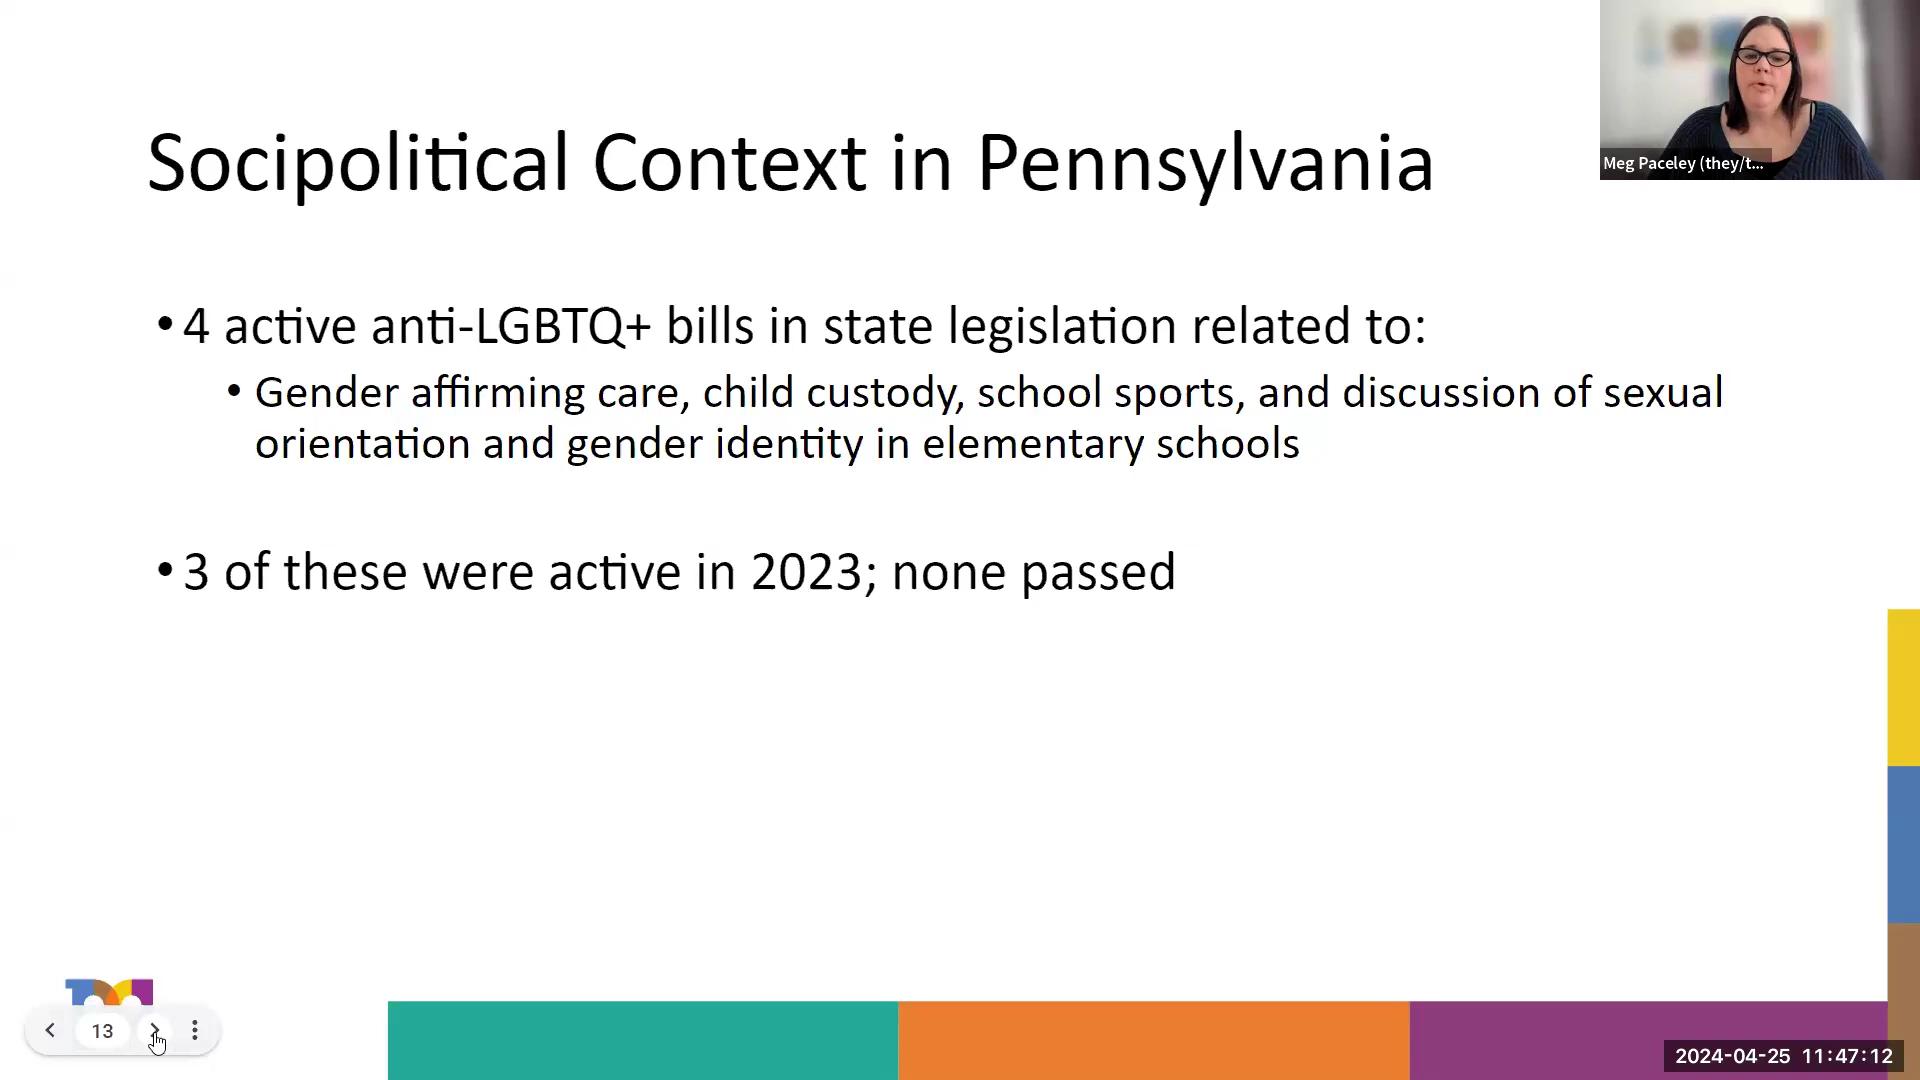 Socipolitical Context in Pennsylvania
Meg Paceley (they/t...
• 4 active anti-LGBTQ+ bills in state legislation related to:
• Gender affirming care, child custody, school sports, and discussion of sexual
orientation and gender identity in elementary schools
• 3 of these were active in 2023; none passed
13
2024-04-25 11:47:12